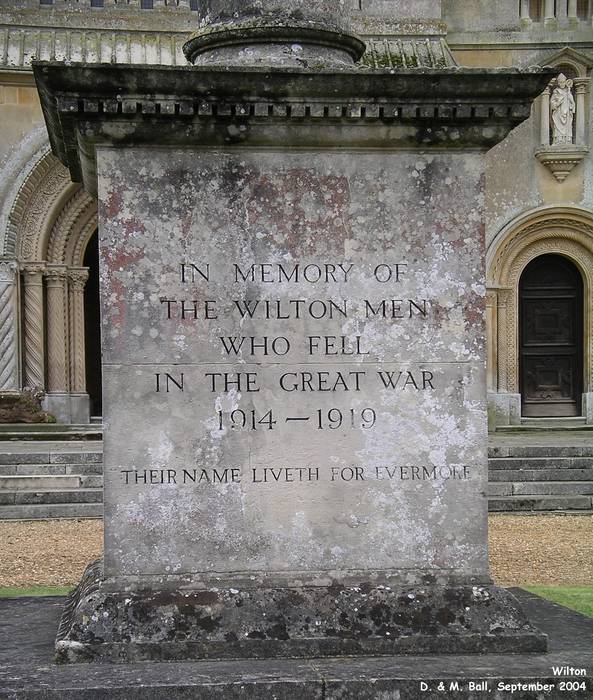 IN MEMORY OF
THE WILTON MEN
WHO FELL
IN THE GREAT WAR
1914 — 1919
THEIR NAME LIVETH FOR EVERMORE
Wilton
D. & M. Ball, September 2004